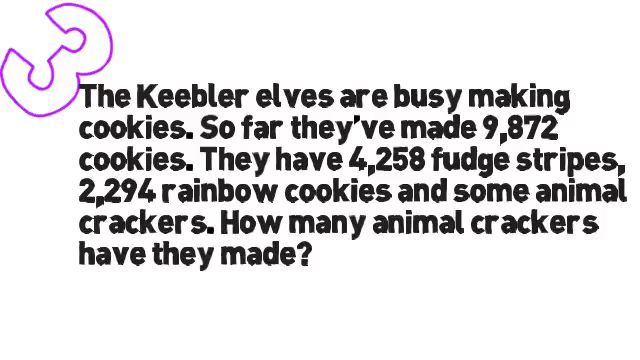 3
The Keebler elves are busy making
cookies. So far they've made 9,872
cookies. They have 4,258 fudge stripes,
2,294 rainbow cookies and some animal
crackers. How many animal crackers
have they made?